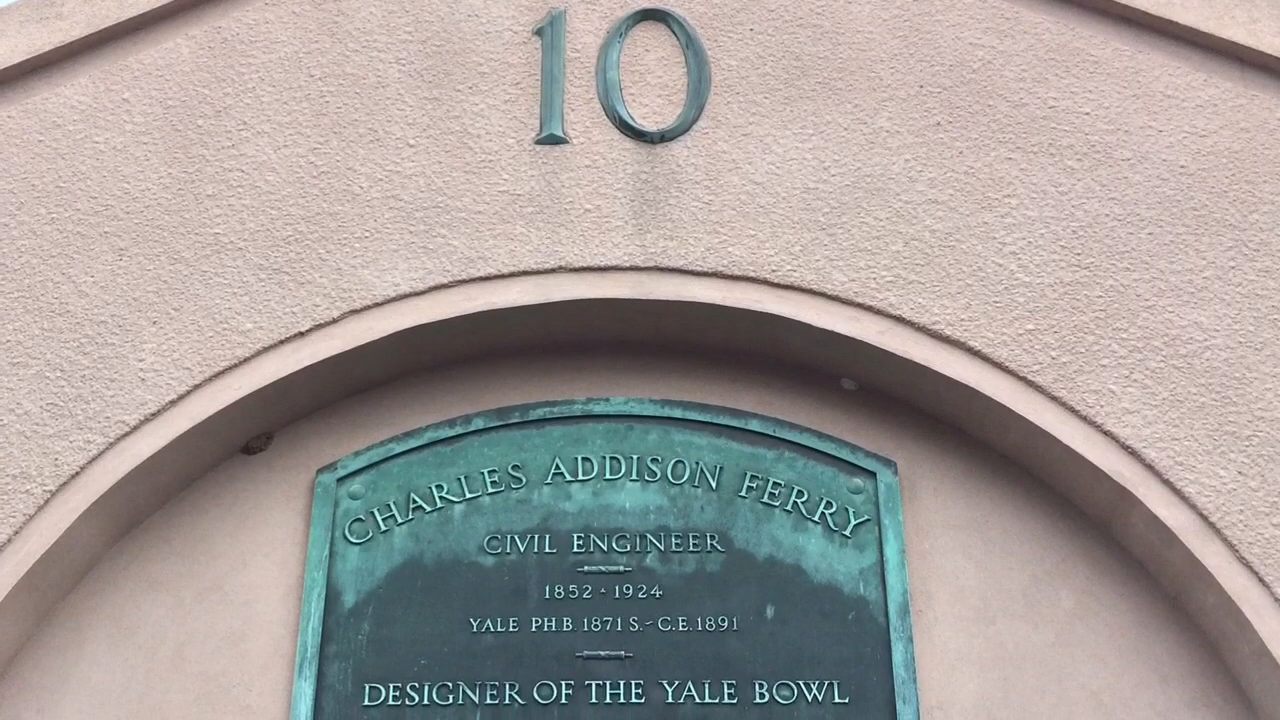 10
CHARLES ADDISON FERRY
CIVIL ENGINEER
1852 - 1924
YALE PH.B. 1871 S.-C.E. 1891
DESIGNER OF THE YALE BOWL